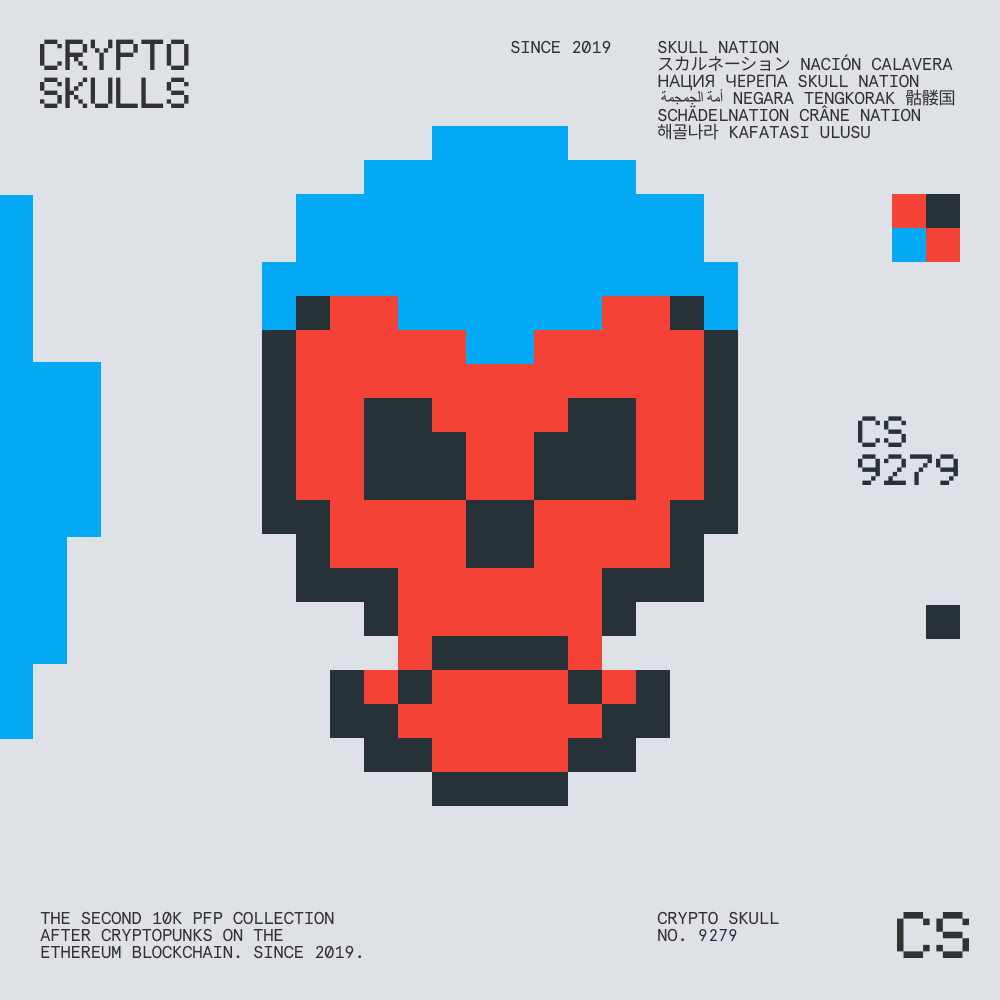 CRYPTO
SKULLS
SINCE 2019
SKULL NATION
スカルネーション NACIÓN CALAVERA
НАЦИЯ ЧЕРЕПА SKULL NATION
أمة الجمجمة NEGARA TENGKORAK 骷髅国
SCHÄDELNATION CRÂNE NATION
해골나라 KAFATASI ULUSU
CS
9279
THE SECOND 10K PFP COLLECTION
AFTER CRYPTOPUNKS ON THE
ETHEREUM BLOCKCHAIN. SINCE 2019.
CRYPTO SKULL
NO. 9279
CS